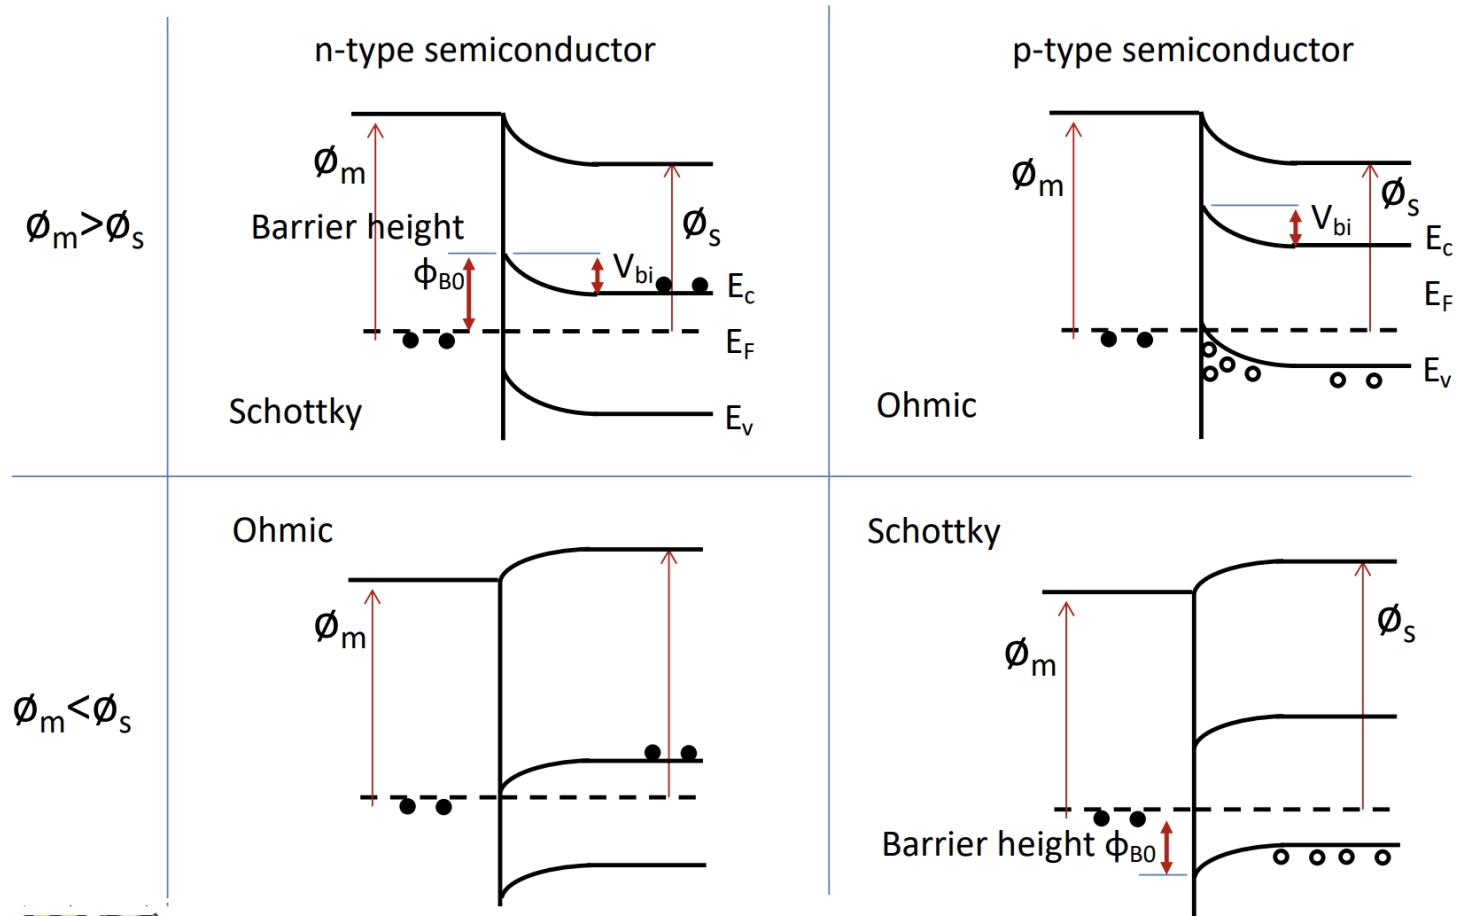 n-type semiconductor
p-type semiconductor
Øm>Øs
Øm
Barrier height
ϕB0
Vbi
Øs
Ec
EF
Ev
Schottky
Øm
Vbi
Øs
Ec
EF
Ev
Ohmic
Øm<Øs
Ohmic
Øm
Schottky
Øm
Øs
Barrier height ϕB0